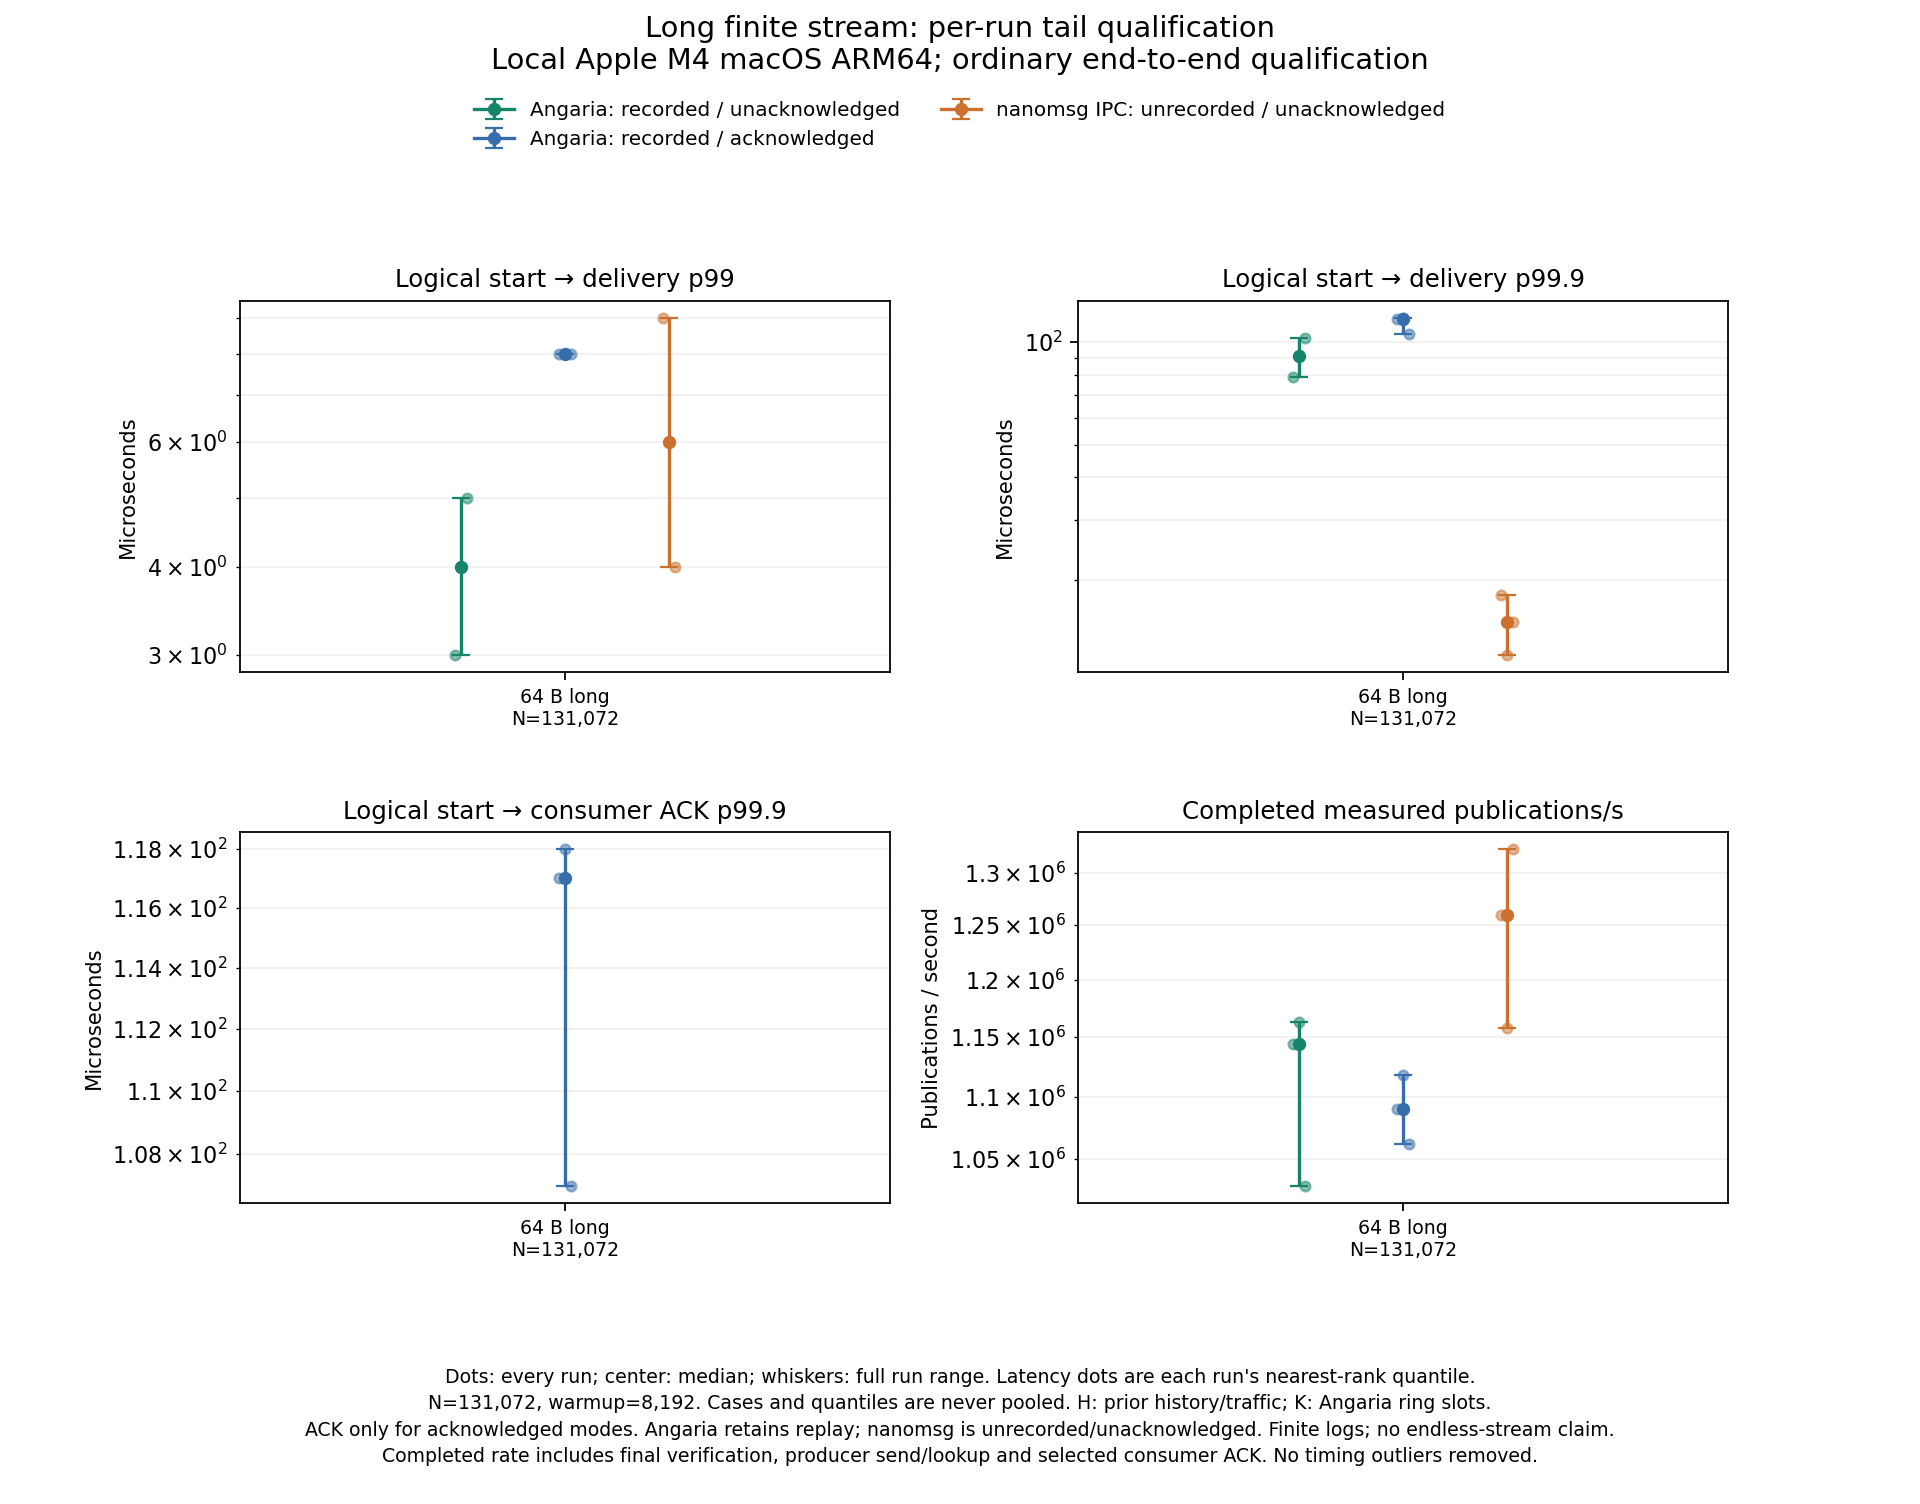 Long finite stream: per-run tail qualification
Local Apple M4 macOS ARM64; ordinary end-to-end qualification
Angaria: recorded / unacknowledged
Angaria: recorded / acknowledged
nanomsg IPC: unrecorded / unacknowledged
Logical start → delivery p99
Microseconds
6 × 10⁰
4 × 10⁰
3 × 10⁰
64 B long
N=131,072
Logical start → delivery p99.9
Microseconds
10²
64 B long
N=131,072
Logical start → consumer ACK p99.9
Microseconds
1.18 × 10²
1.16 × 10²
1.14 × 10²
1.12 × 10²
1.1 × 10²
1.08 × 10²
64 B long
N=131,072
Completed measured publications/s
Publications / second
1.3 × 10⁶
1.25 × 10⁶
1.2 × 10⁶
1.15 × 10⁶
1.1 × 10⁶
1.05 × 10⁶
64 B long
N=131,072
Dots: every run; center: median; whiskers: full run range. Latency dots are each run's nearest-rank quantile.
N=131,072, warmup=8,192. Cases and quantiles are never pooled. H: prior history/traffic; K: Angaria ring slots.
ACK only for acknowledged modes. Angaria retains replay; nanomsg is unrecorded/unacknowledged. Finite logs; no endless-stream claim.
Completed rate includes final verification, producer send/lookup and selected consumer ACK. No timing outliers removed.